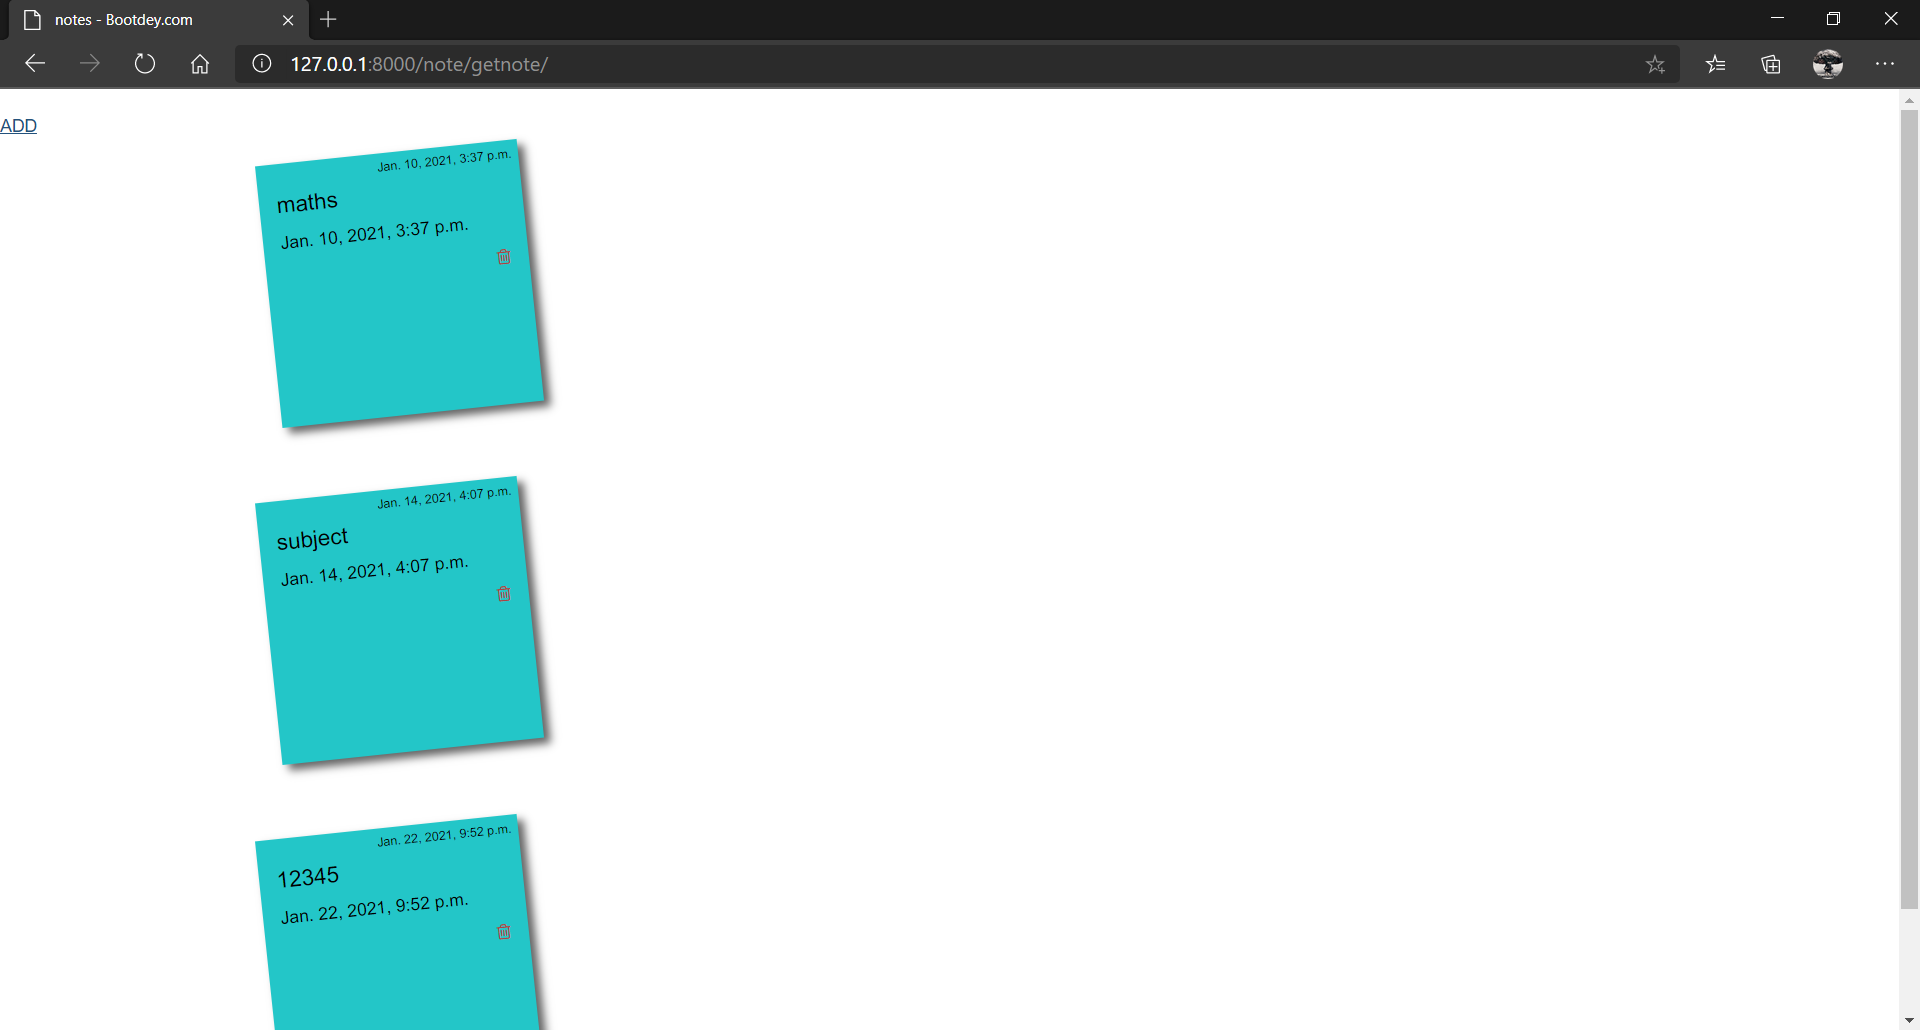 notes - Bootdey.com
127.0.0.1:8000/note/getnote/
ADD
Jan. 10, 2021, 3:37 p.m.
maths
Jan. 10, 2021, 3:37 p.m.
Jan. 14, 2021, 4:07 p.m.
subject
Jan. 14, 2021, 4:07 p.m.
Jan. 22, 2021, 9:52 p.m.
12345
Jan. 22, 2021, 9:52 p.m.